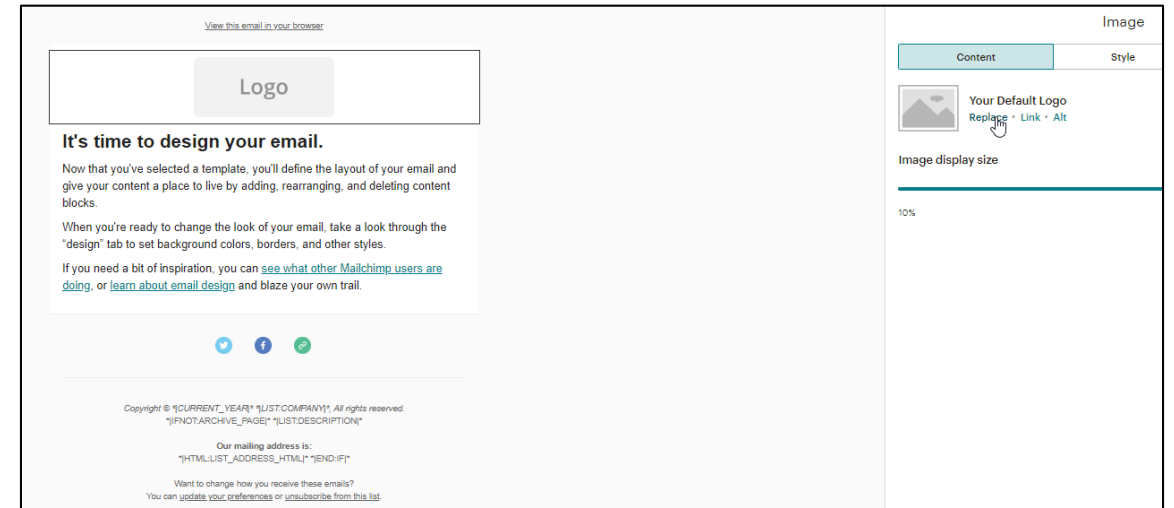 View this email in your browser
Logo
It's time to design your email.
Now that you've selected a template, you'll define the layout of your email and
give your content a place to live by adding, rearranging, and deleting content
blocks.
When you're ready to change the look of your email, take a look through the
“design” tab to set background colors, borders, and other styles.
If you need a bit of inspiration, you can see what other Mailchimp users are
doing, or learn about email design and blaze your own trail.
Copyright © *|CURRENT_YEAR|* *|LIST:COMPANY|*, All rights reserved.
*|IFNOT:ARCHIVE_PAGE|* *|LIST:DESCRIPTION|*
Our mailing address is:
*|HTML:LIST_ADDRESS_HTML|* *|END:IF|*
Want to change how you receive these emails?
You can update your preferences or unsubscribe from this list.
Image
Content Style
Your Default Logo
Replace · Link · Alt
Image display size
10%